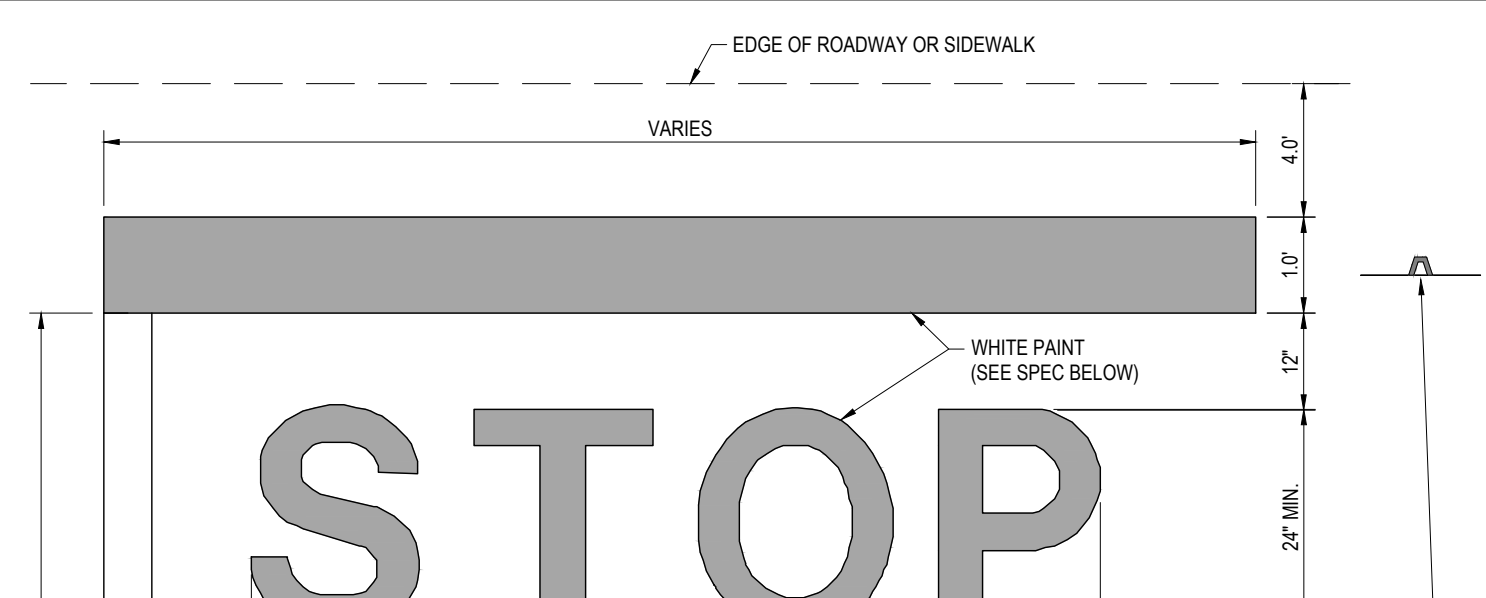 EDGE OF ROADWAY OR SIDEWALK
VARIES
4.0'
1.0'
WHITE PAINT
(SEE SPEC BELOW)
12"
STOP
24" MIN.